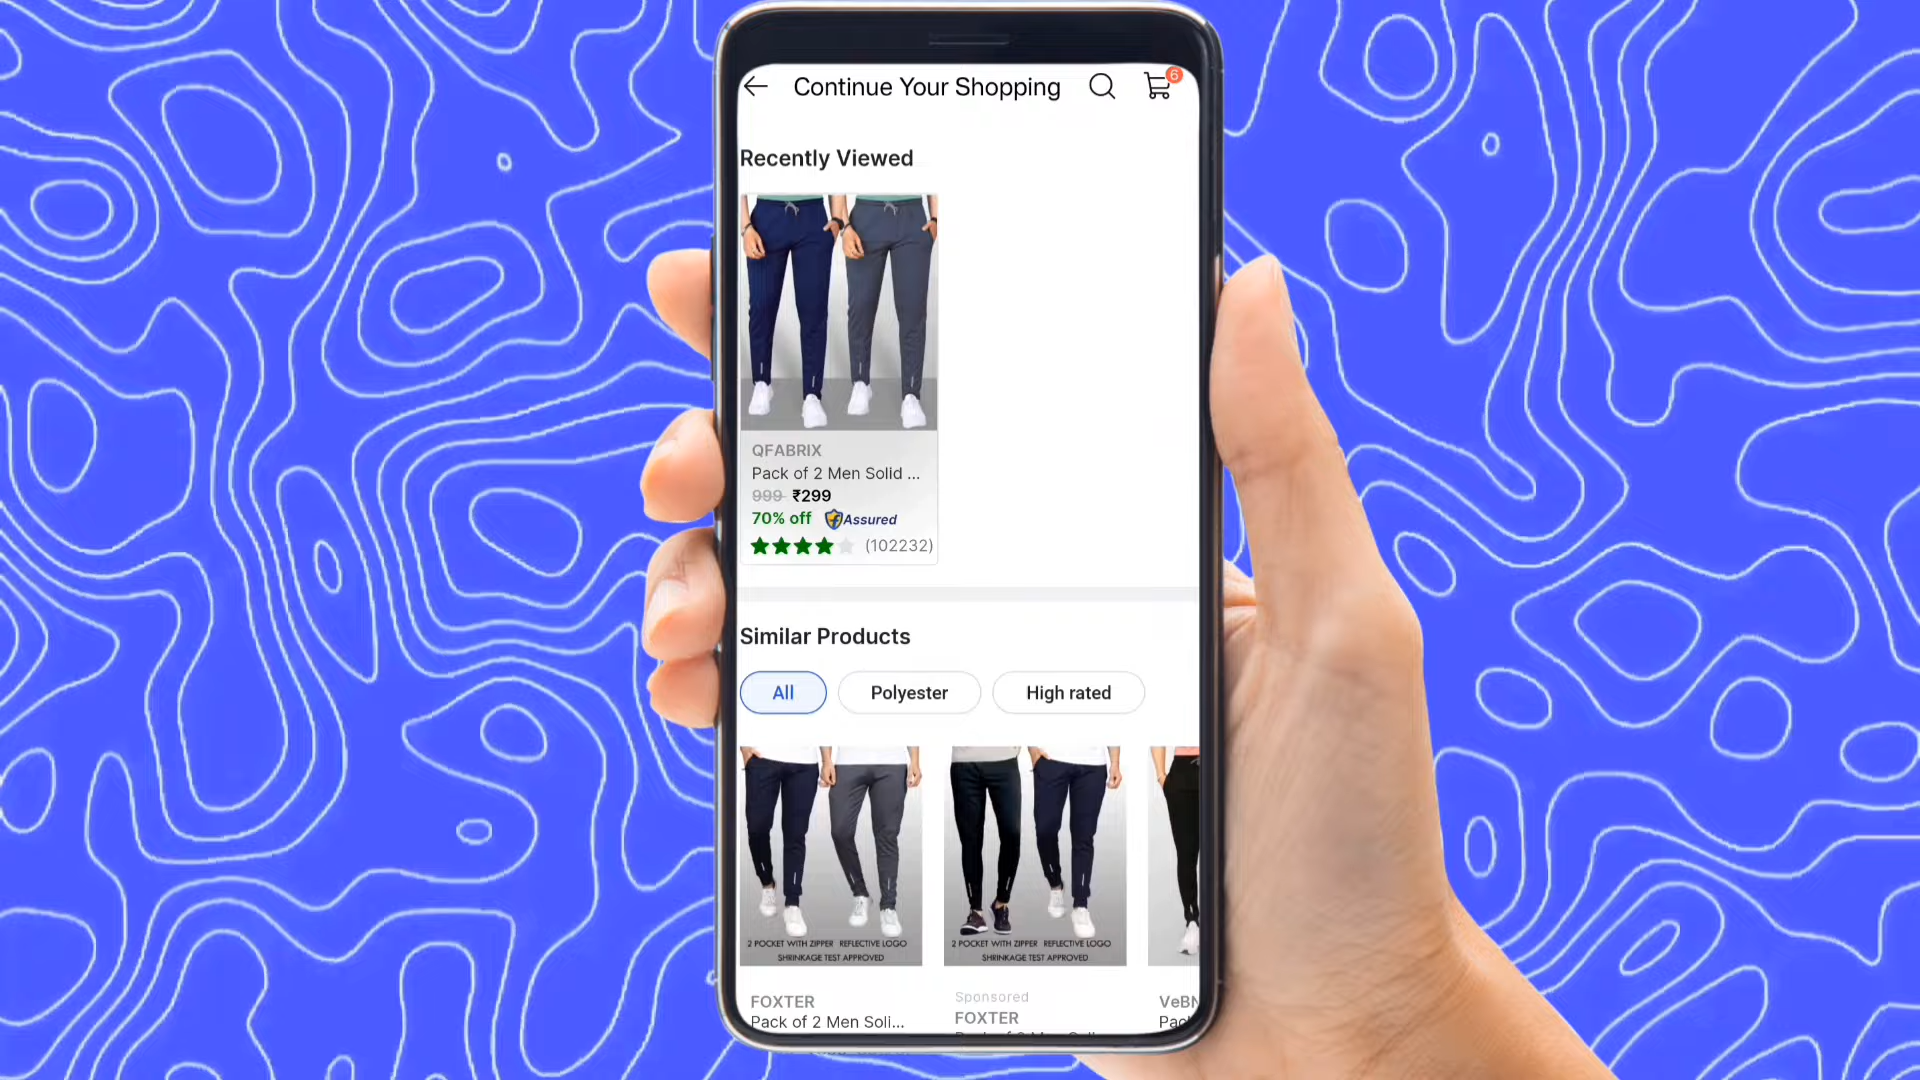 Continue Your Shopping
6
Recently Viewed
QFABRIX
Pack of 2 Men Solid ...
999 ₹299
70% off Assured
(102232)
Similar Products
All Polyester High rated
2 POCKET WITH ZIPPER REFLECTIVE LOGO
SHRINKAGE TEST APPROVED
2 POCKET WITH ZIPPER REFLECTIVE LOGO
SHRINKAGE TEST APPROVED
FOXTER
Pack of 2 Men Soli...
Sponsored
FOXTER